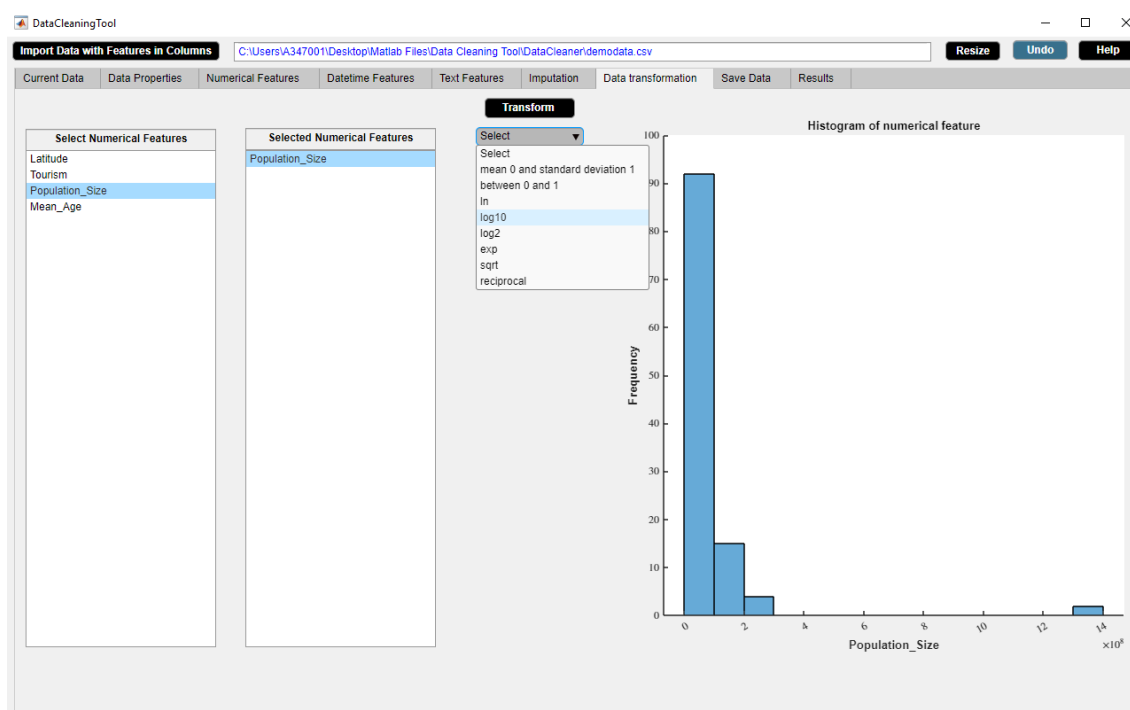 DataCleaningTool
Import Data with Features in Columns
C:\Users\A347001\Desktop\Matlab Files\Data Cleaning Tool\DataCleaner\demodata.csv
Resize
Undo
Help
Current Data
Data Properties
Numerical Features
Datetime Features
Text Features
Imputation
Data transformation
Save Data
Results
Transform
Select Numerical Features
Latitude
Tourism
Population_Size
Mean_Age
Selected Numerical Features
Population_Size
Select
Select
mean 0 and standard deviation 1
between 0 and 1
ln
log10
log2
exp
sqrt
reciprocal
Histogram of numerical feature
Frequency
100
90
80
70
60
50
40
30
20
10
0
0 2 4 6 8 10 12 14
×10⁸
Population_Size